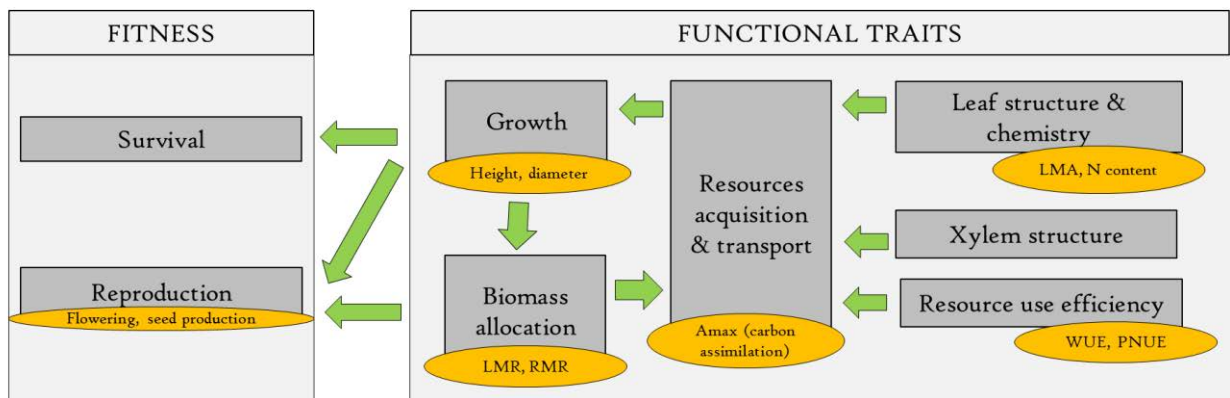 FITNESS
Survival
Reproduction
Flowering, seed production
FUNCTIONAL TRAITS
Growth
Height, diameter
Biomass
allocation
LMR, RMR
Resources
acquisition
& transport
Amax (carbon
assimilation)
Leaf structure &
chemistry
LMA, N content
Xylem structure
Resource use efficiency
WUE, PNUE